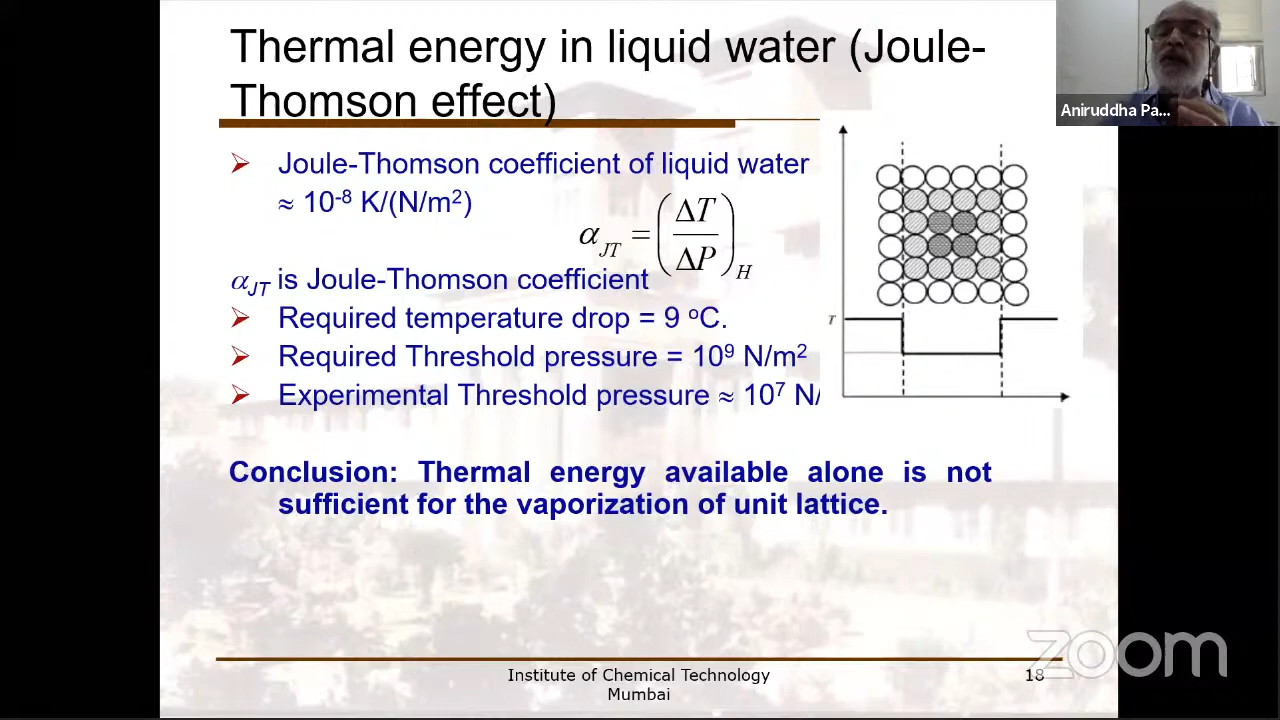 Thermal energy in liquid water (Joule-
Thomson effect)
Aniruddha Pa...
➢ Joule-Thomson coefficient of liquid water
≈ 10⁻⁸ K/(N/m²)
α_JT = (ΔT/ΔP)_H
α_JT is Joule-Thomson coefficient
➢ Required temperature drop = 9 °C.
➢ Required Threshold pressure = 10⁹ N/m²
➢ Experimental Threshold pressure ≈ 10⁷ N/
T
Conclusion: Thermal energy available alone is not
sufficient for the vaporization of unit lattice.
zoom
Institute of Chemical Technology
Mumbai
18